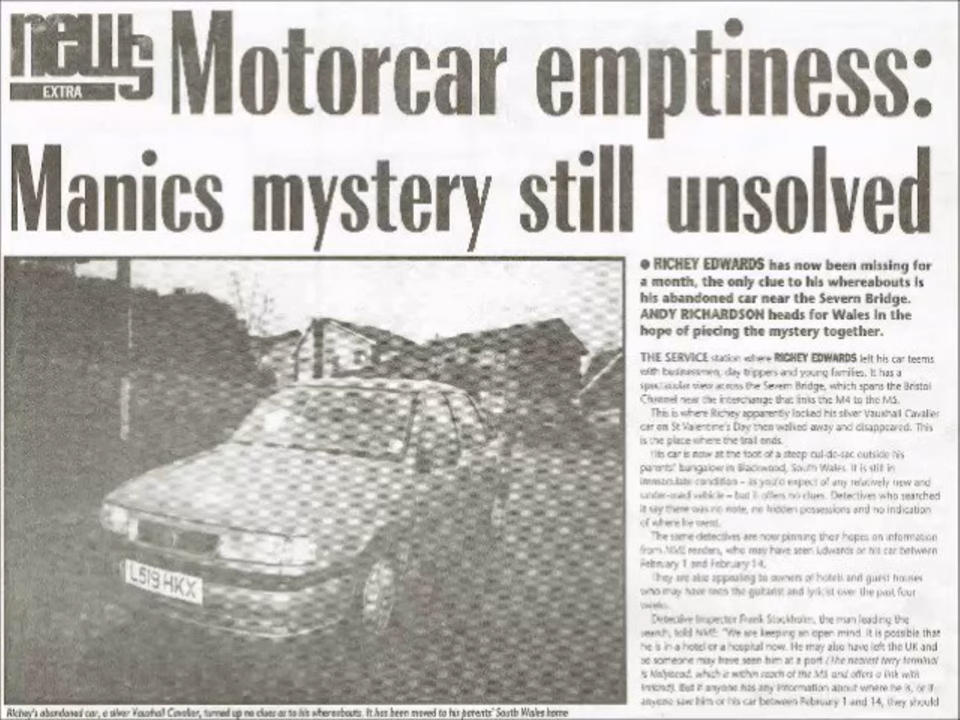 news
EXTRA
Motorcar emptiness:
Manics mystery still unsolved
● RICHEY EDWARDS has now been missing for
a month, the only clue to his whereabouts is
his abandoned car near the Severn Bridge.
ANDY RICHARDSON heads for Wales in the
hope of piecing the mystery together.
THE SERVICE station where RICHEY EDWARDS left his car teems
with businessmen, day trippers and young families. It has a
spectacular view across the Severn Bridge, which spans the Bristol
Channel near the interchange that links the M4 to the M5.
This is where Richey apparently locked his silver Vauxhall Cavalier
car on St Valentine's Day then walked away and disappeared. This
is the place where the trail ends.
His car is now at the foot of a steep cul-de-sac outside his
parents' bungalow in Blackwood, South Wales. It is still in
immaculate condition – as you'd expect of any relatively new and
under-used vehicle – but it offers no clues. Detectives who searched
it say there was no note, no hidden possessions and no indication
of where he went.
The same detectives are now pinning their hopes on information
from NME readers, who may have seen Edwards or his car between
February 1 and February 14.
They are also appealing to owners of hotels and guest houses
who may have seen the guitarist and lyricist over the past four
weeks.
Detective Inspector Frank Stockholm, the man leading the
search, told NME: "We are keeping an open mind. It is possible that
he is in a hotel or a hospital now. He may also have left the UK and
so someone may have seen him at a port (The nearest ferry terminal
is Holyhead, which is within reach of the M5 and offers a link with
Ireland). But if anyone has any information about where he is, or if
anyone saw him or his car between February 1 and 14, they should
L519 HKX
Richey's abandoned car, a silver Vauxhall Cavalier, turned up no clues as to his whereabouts. It has been moved to his parents' South Wales home